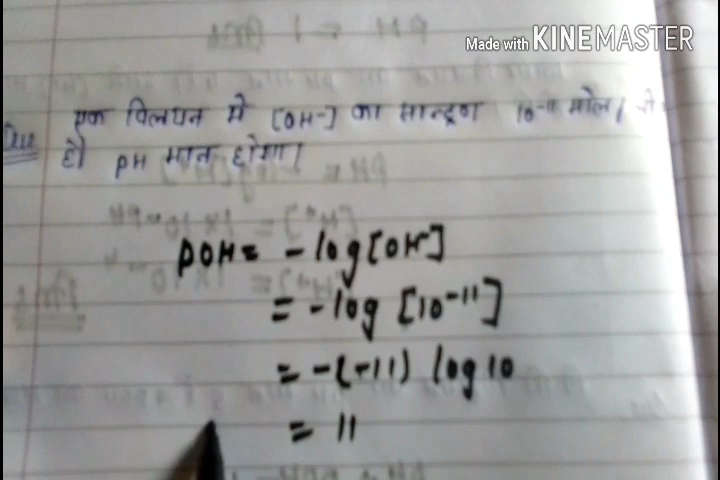 Made with KINEMASTER
एक विलयन में [OH-] का सान्द्रण 10-11 मोल/
है। PH मान होगा।
POH = - log [OH-]
= - log [10-11]
= -(-11) log 10
= 11